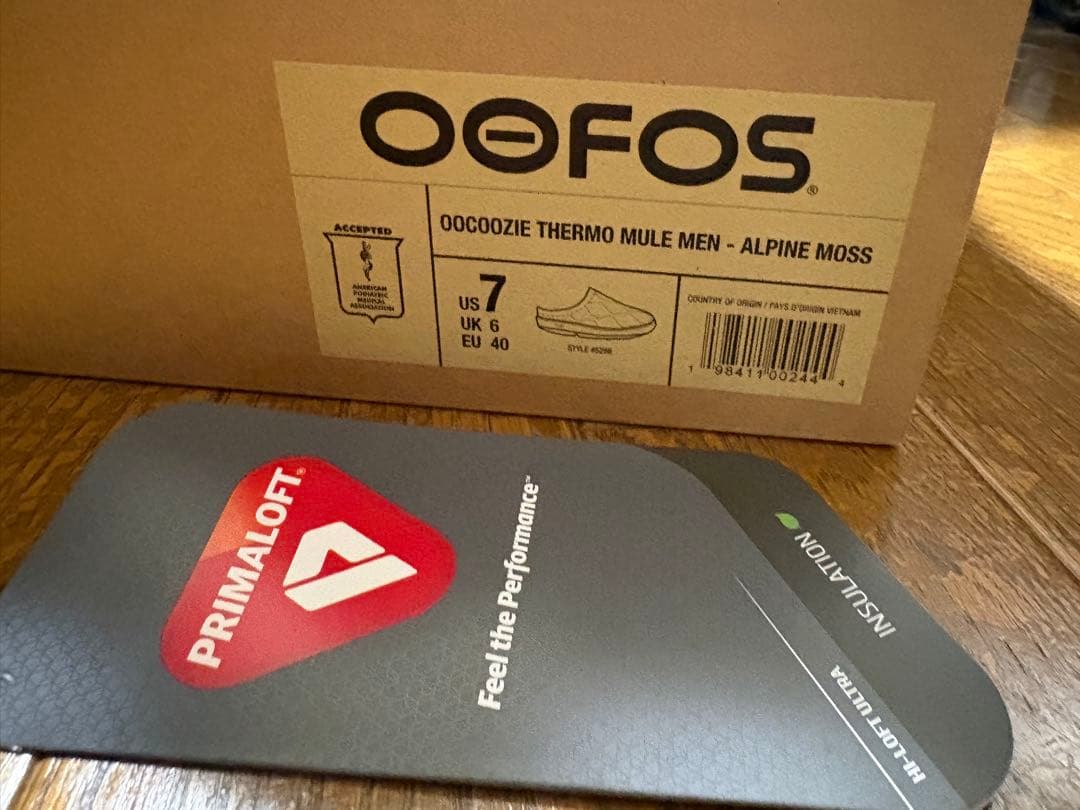 OOFOS®
ACCEPTED
AMERICAN
PODIATRIC
MEDICAL
ASSOCIATION
OOCOOZIE THERMO MULE MEN - ALPINE MOSS
US 7
UK 6
EU 40
COUNTRY OF ORIGIN / PAYS D'ORIGIN VIETNAM
1 98411 00244 4
PRIMALOFT®
Feel the Performance™
INSULATION
HI-LOFT ULTRA